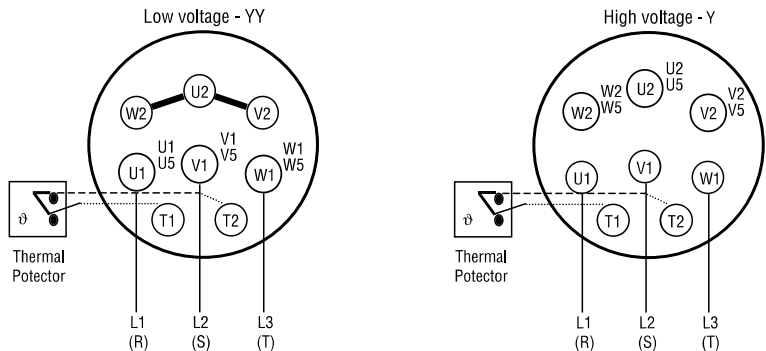 Low voltage - YY
U2
W2
V2
U1
U5
V1
V5
W1
W5
U1
V1
W1
T1
T2
ϑ
Thermal
Potector
L1
(R)
L2
(S)
L3
(T)
High voltage - Y
U2
U5
W2
W5
V2
V5
U2
W2
V2
U1
V1
W1
T1
T2
ϑ
Thermal
Potector
L1
(R)
L2
(S)
L3
(T)